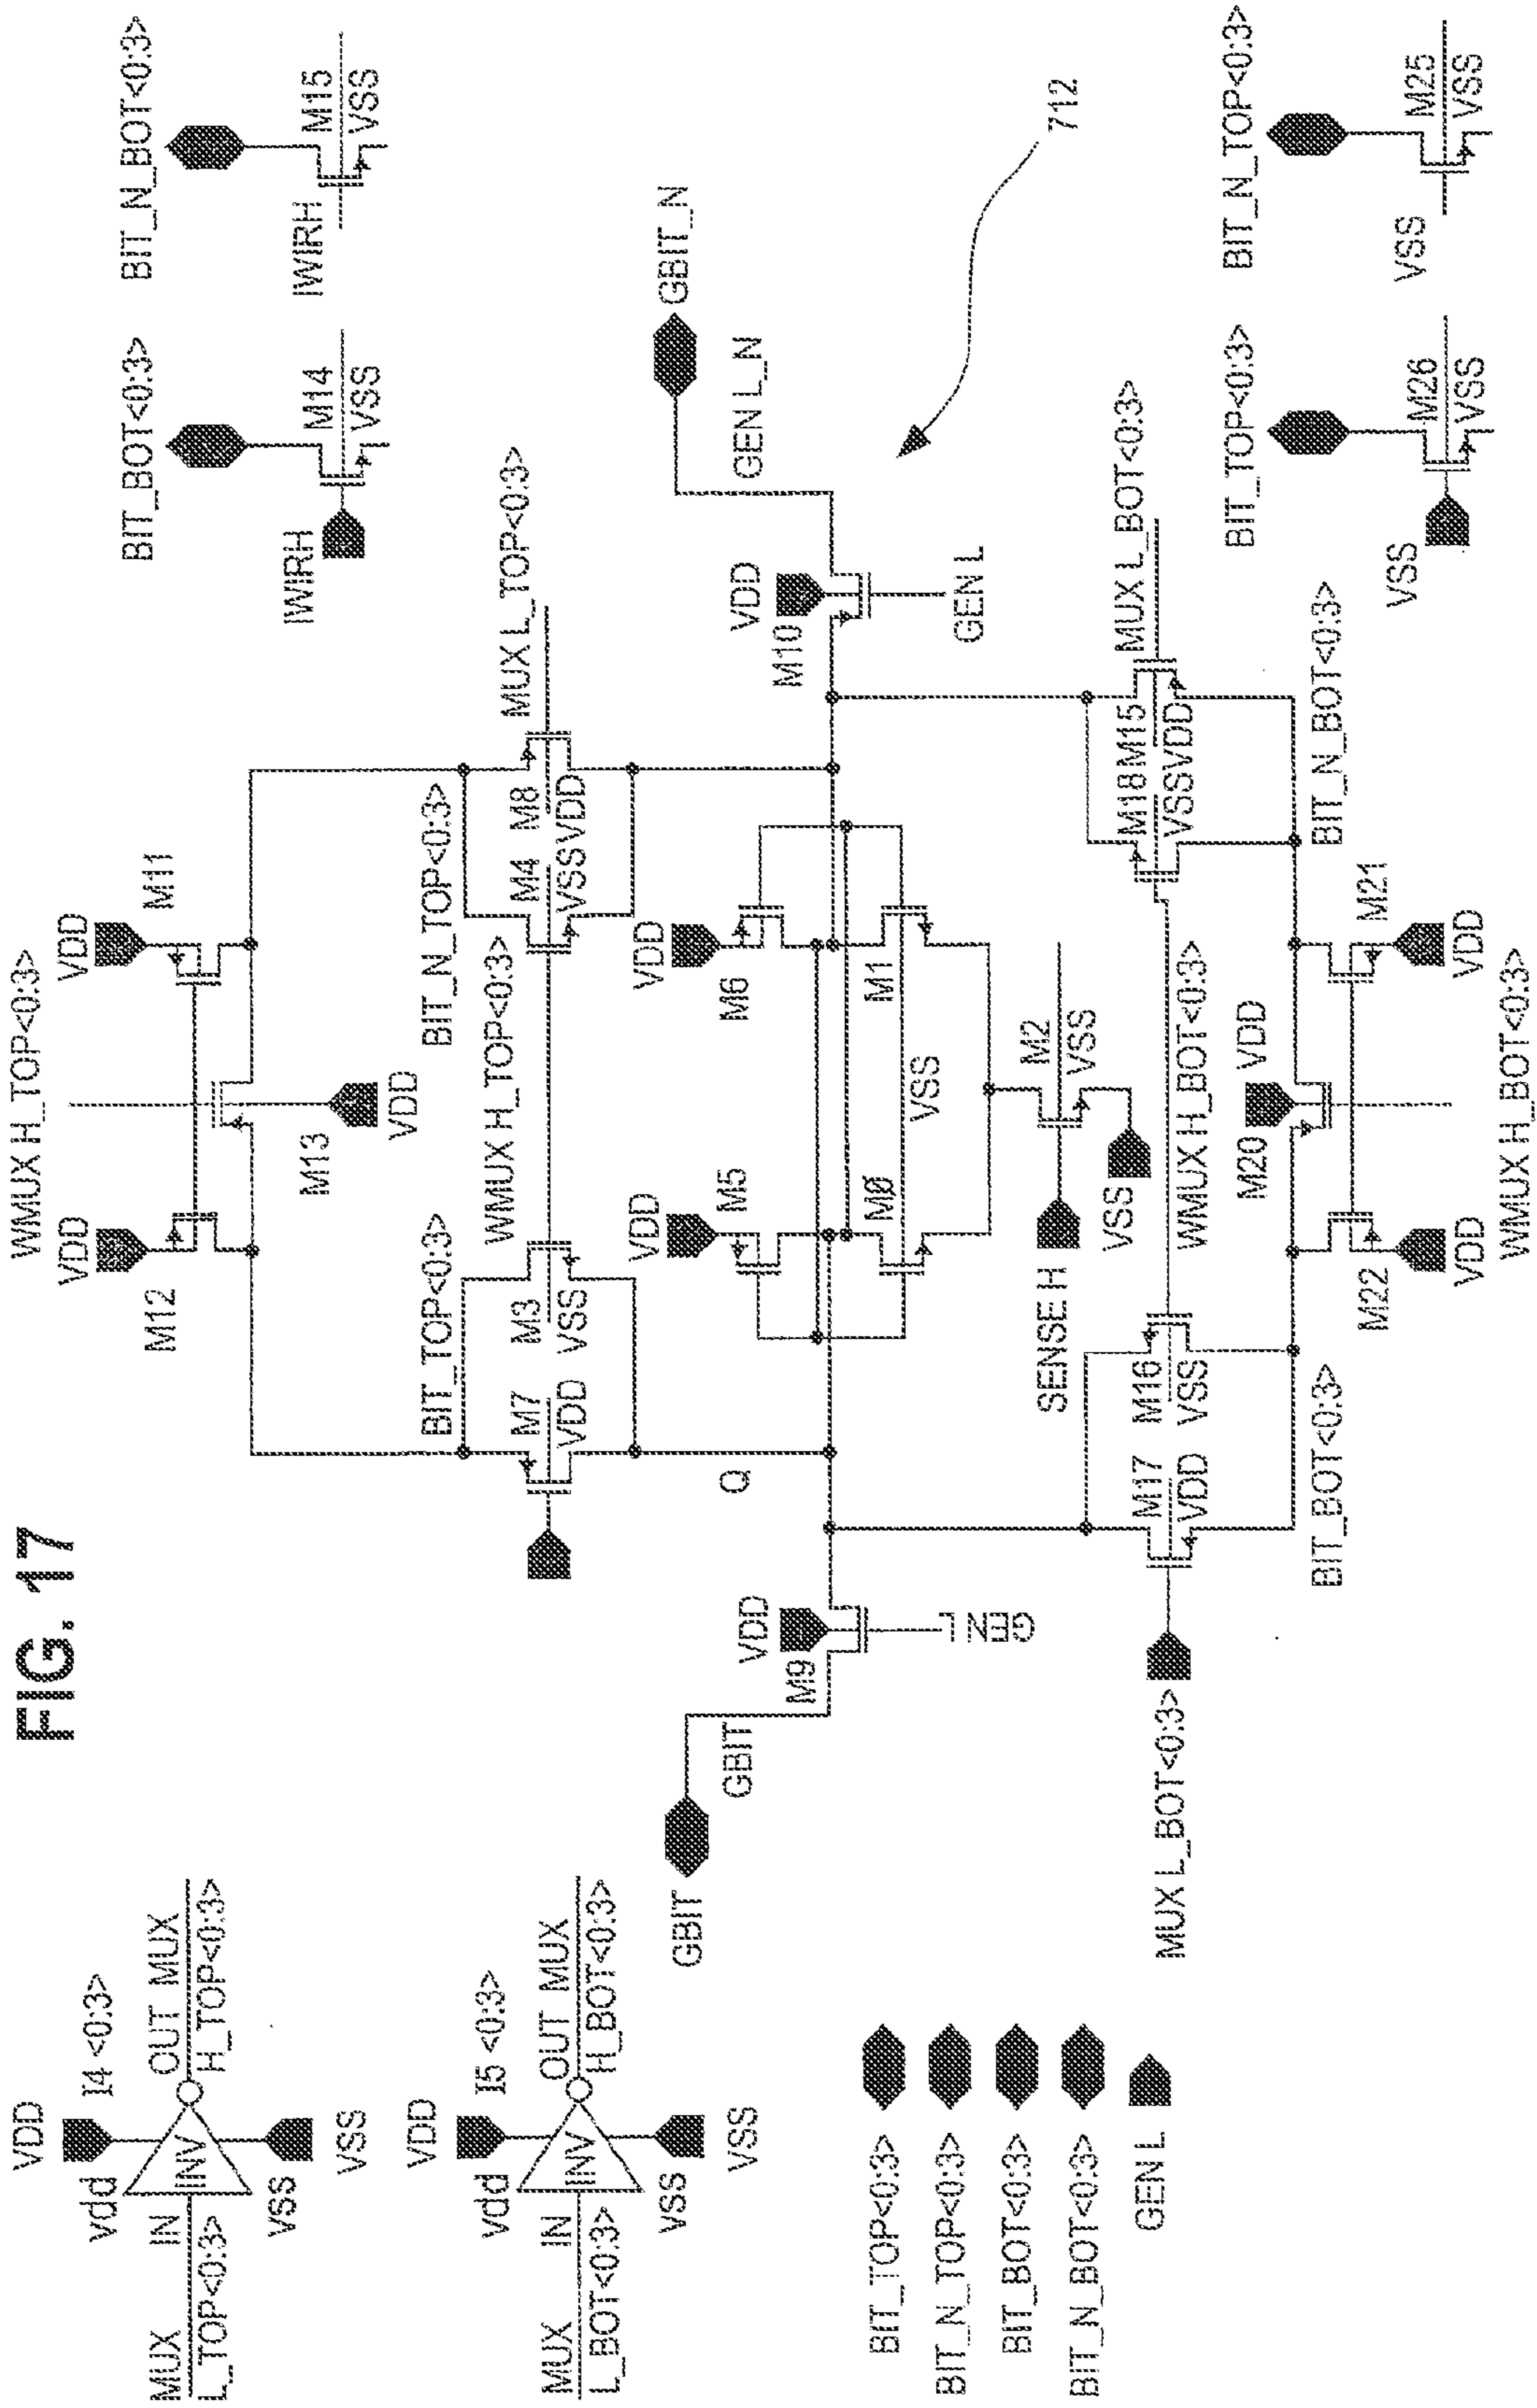 FIG. 17
VDD
vdd
I4 <0:3>
MUX
L_TOP<0:3>
IN
INV
OUT MUX
H_TOP<0:3>
VSS
VSS
VDD
vdd
I5 <0:3>
MUX
L_BOT<0:3>
IN
INV
OUT MUX
H_BOT<0:3>
VSS
VSS
BIT_TOP<0:3>
BIT_N_TOP<0:3>
BIT_BOT<0:3>
BIT_N_BOT<0:3>
GEN L
WMUX H_TOP<0:3>
VDD
M12
VDD
M11
M13
VDD
BIT_TOP<0:3>
BIT_N_TOP<0:3>
WMUX H_TOP<0:3>
MUX L_TOP<0:3>
M7
VDD
M3
VSS
M4
VSS
M8
VDD
Q
GBIT
GBIT
VDD
M9
GEN L
VDD
M5
VDD
M6
MØ
M1
VSS
SENSE H
M2
VSS
VSS
VDD
M10
GEN L
GEN L_N
GBIT_N
712
MUX L_BOT<0:3>
M17
VDD
M16
VSS
WMUX H_BOT<0:3>
M18
VSS
M15
VDD
MUX L_BOT<0:3>
BIT_BOT<0:3>
BIT_N_BOT<0:3>
M20
VDD
M22
VDD
M21
VDD
WMUX H_BOT<0:3>
BIT_BOT<0:3>
IWIRH
M14
VSS
BIT_N_BOT<0:3>
IWIRH
M15
VSS
BIT_TOP<0:3>
VSS
M26
VSS
BIT_N_TOP<0:3>
VSS
M25
VSS